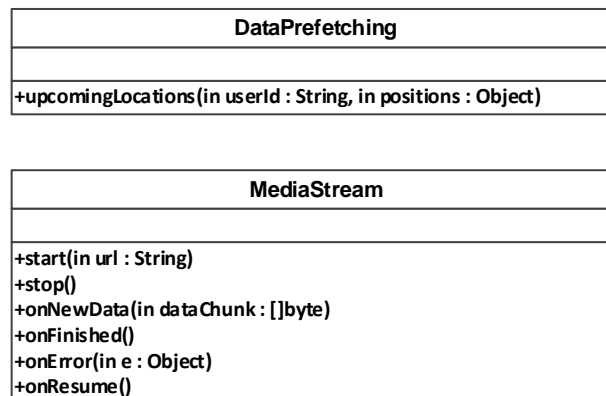 DataPrefetching
+upcomingLocations(in userId : String, in positions : Object)
MediaStream
+start(in url : String)
+stop()
+onNewData(in dataChunk : []byte)
+onFinished()
+onError(in e : Object)
+onResume()